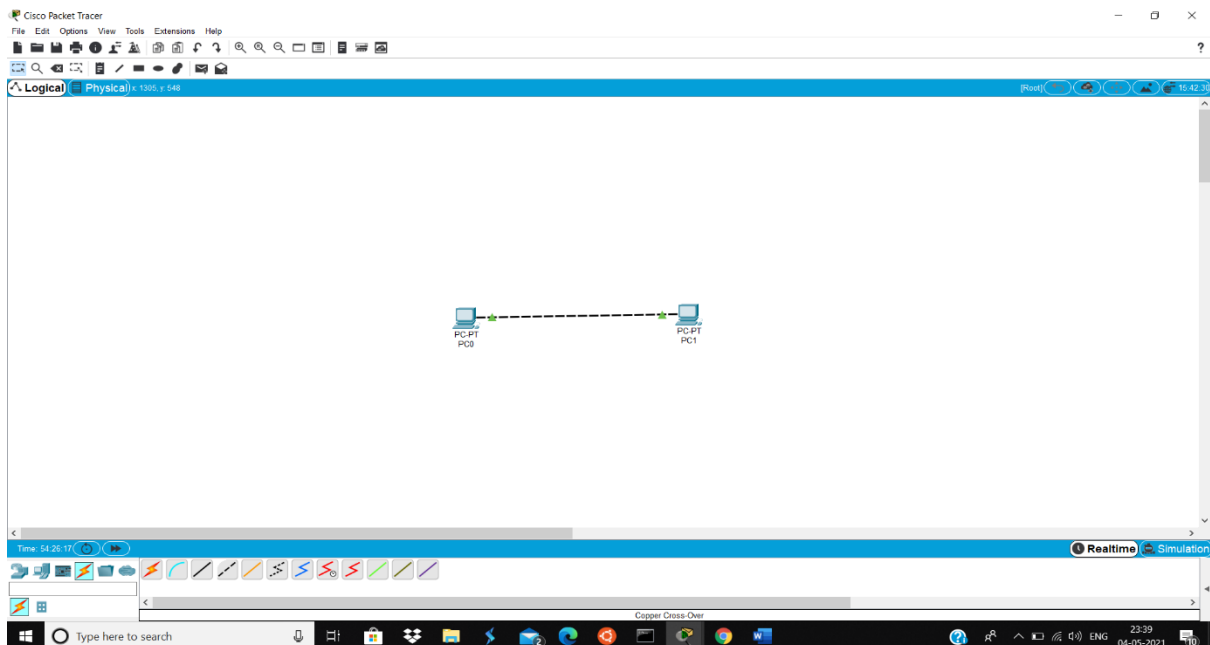 Cisco Packet Tracer
File Edit Options View Tools Extensions Help
?
Logical Physical x: 1305, y: 548 [Root] 15:42:30
PC-PT
PC0
PC-PT
PC1
Time: 54:26:17 Realtime Simulation
Copper Cross-Over
Type here to search ENG 23:39
04-05-2021